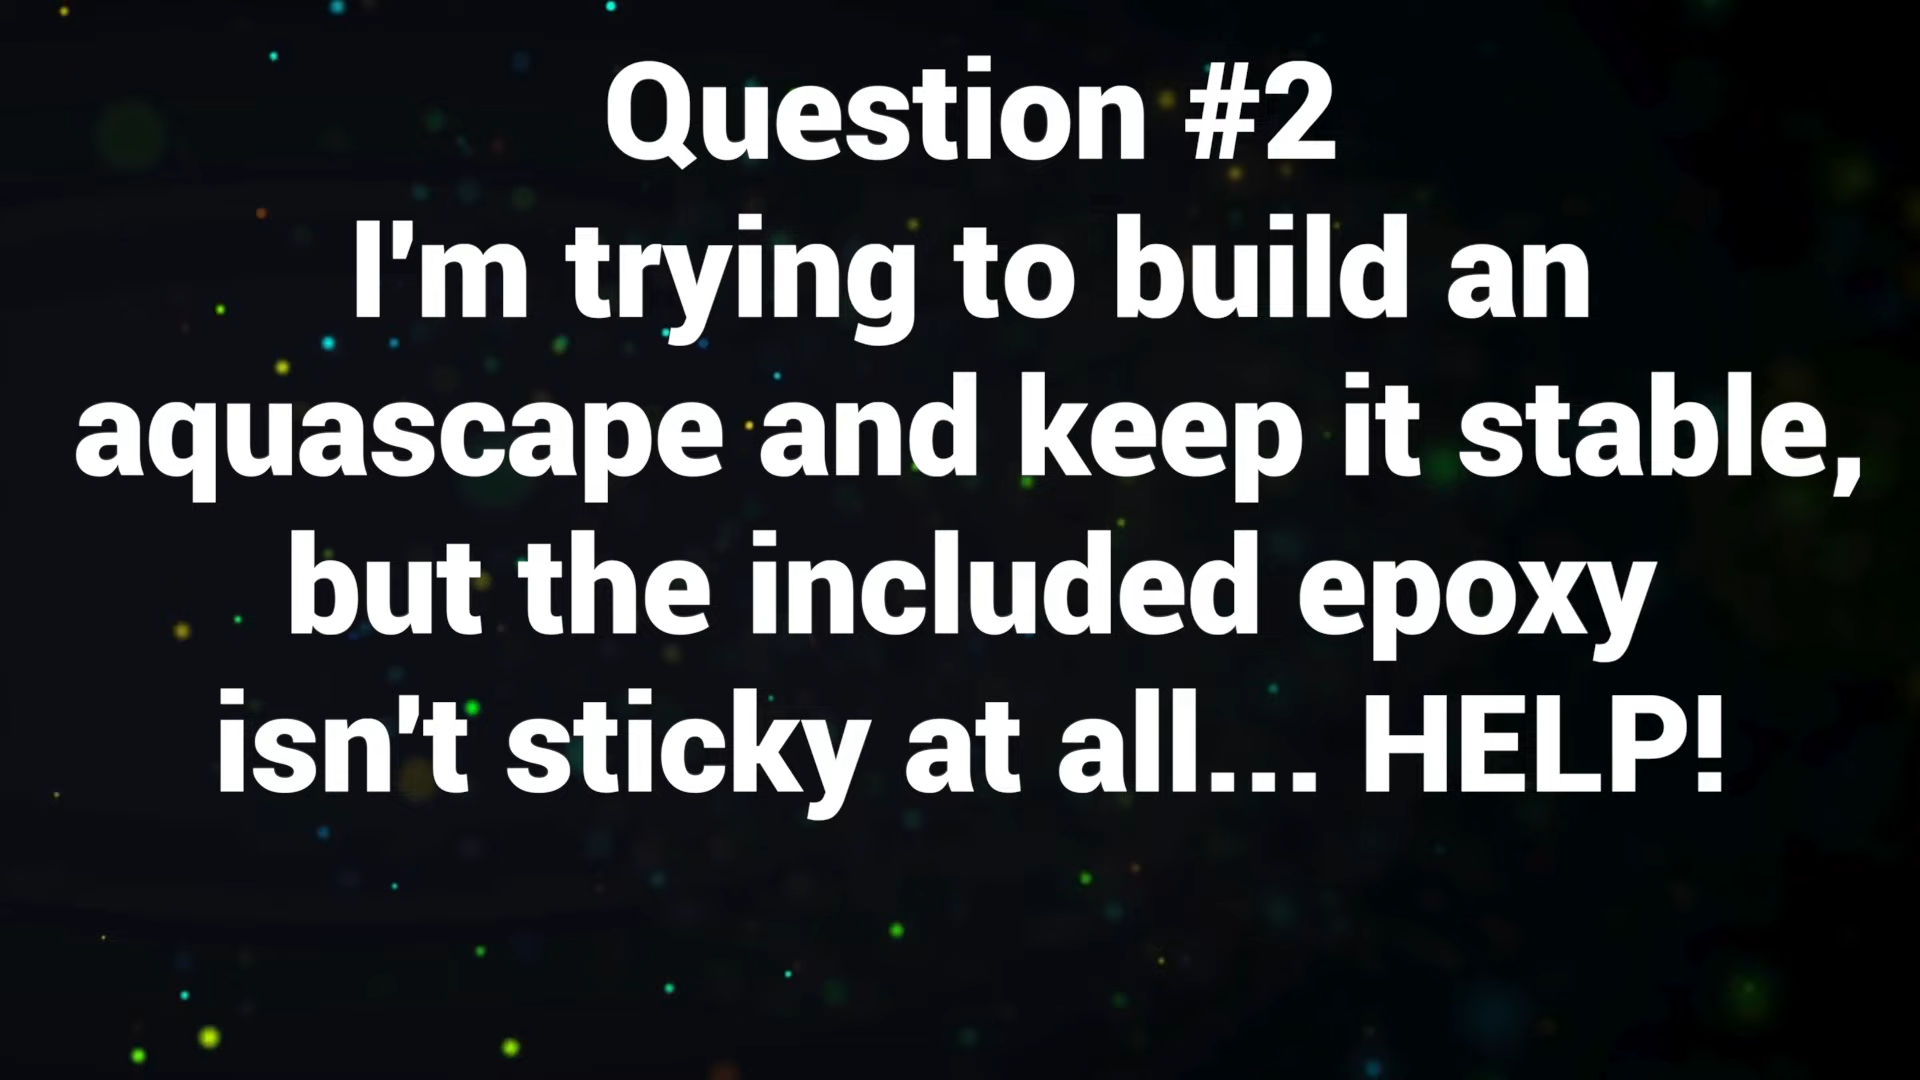 Question #2
I'm trying to build an
aquascape and keep it stable,
but the included epoxy
isn't sticky at all... HELP!